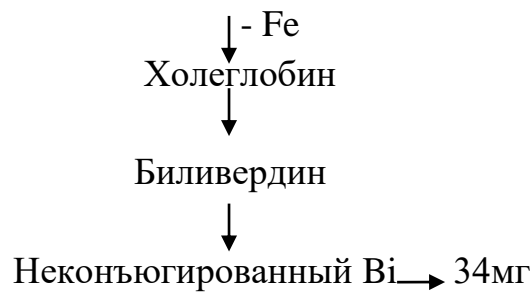 - Fe
Холеглобин
Биливердин
Неконъюгированный Bi 34мг